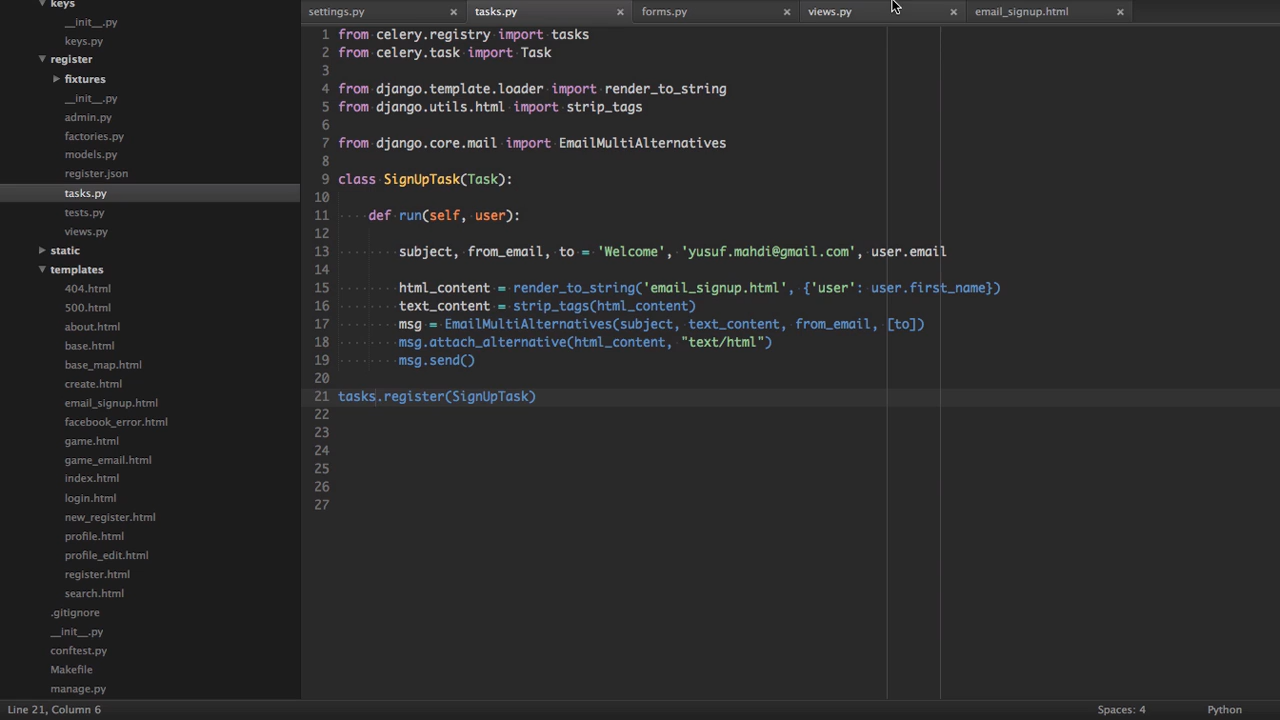 keys
__init__.py
keys.py
register
fixtures
__init__.py
admin.py
factories.py
models.py
register.json
tasks.py
tests.py
views.py
static
templates
404.html
500.html
about.html
base.html
base_map.html
create.html
email_signup.html
facebook_error.html
game.html
game_email.html
index.html
login.html
new_register.html
profile.html
profile_edit.html
register.html
search.html
.gitignore
__init__.py
conftest.py
Makefile
manage.py
settings.py × tasks.py × forms.py × views.py × email_signup.html ×
1 from celery.registry import tasks
2 from celery.task import Task
3
4 from django.template.loader import render_to_string
5 from django.utils.html import strip_tags
6
7 from django.core.mail import EmailMultiAlternatives
8
9 class SignUpTask(Task):
10
11     def run(self, user):
12
13         subject, from_email, to = 'Welcome', 'yusuf.mahdi@gmail.com', user.email
14
15         html_content = render_to_string('email_signup.html', {'user': user.first_name})
16         text_content = strip_tags(html_content)
17         msg = EmailMultiAlternatives(subject, text_content, from_email, [to])
18         msg.attach_alternative(html_content, "text/html")
19         msg.send()
20
21 tasks.register(SignUpTask)
22
23
24
25
26
27
Line 21, Column 6 Spaces: 4 Python